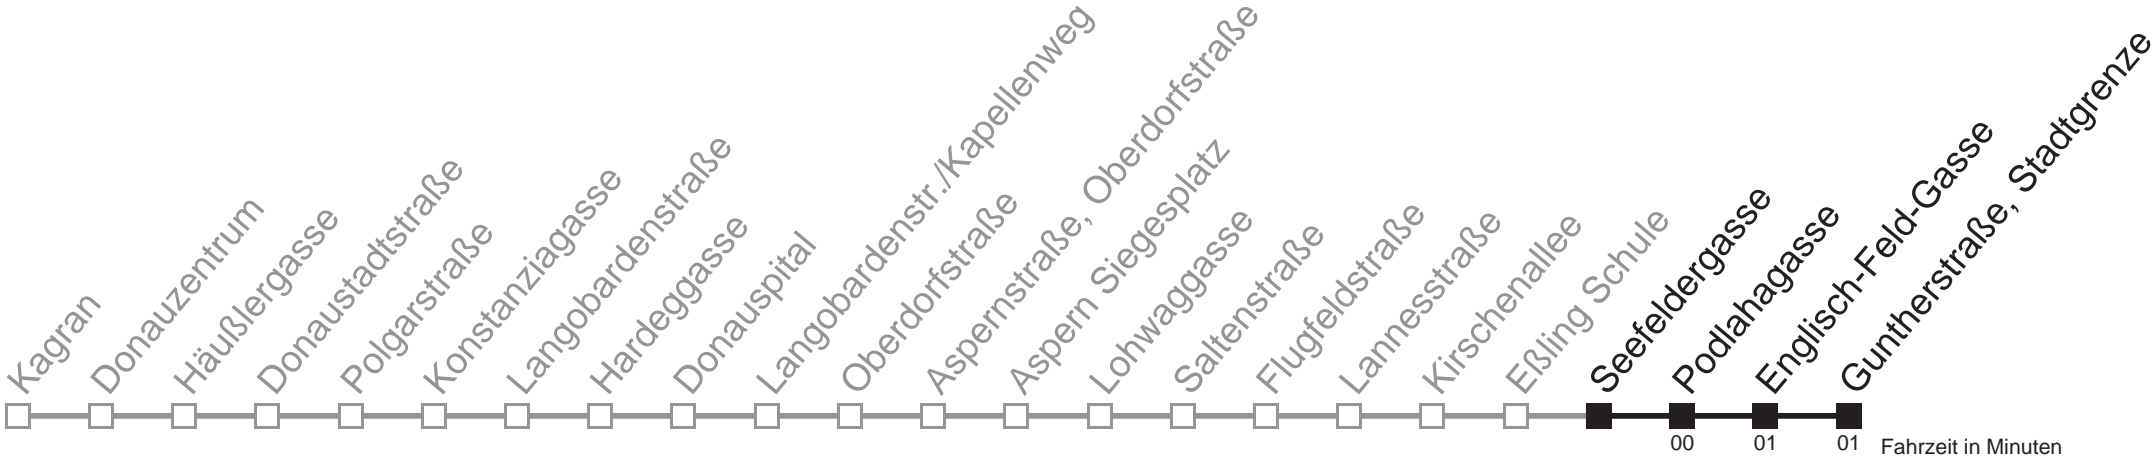 Kagran
Donauzentrum
Häußlergasse
Donaustadtstraße
Polgarstraße
Konstanziagasse
Langobardenstraße
Hardeggasse
Donauspital
Langobardenstr./Kapellenweg
Oberdorfstraße
Aspernstraße, Oberdorfstraße
Aspern Siegesplatz
Lohwaggasse
Saltenstraße
Flugfeldstraße
Lannesstraße
Kirschenallee
Eßling Schule
Seefeldergasse
Podlahagasse
Englisch-Feld-Gasse
Guntherstraße, Stadtgrenze
00 01 01 Fahrzeit in Minuten